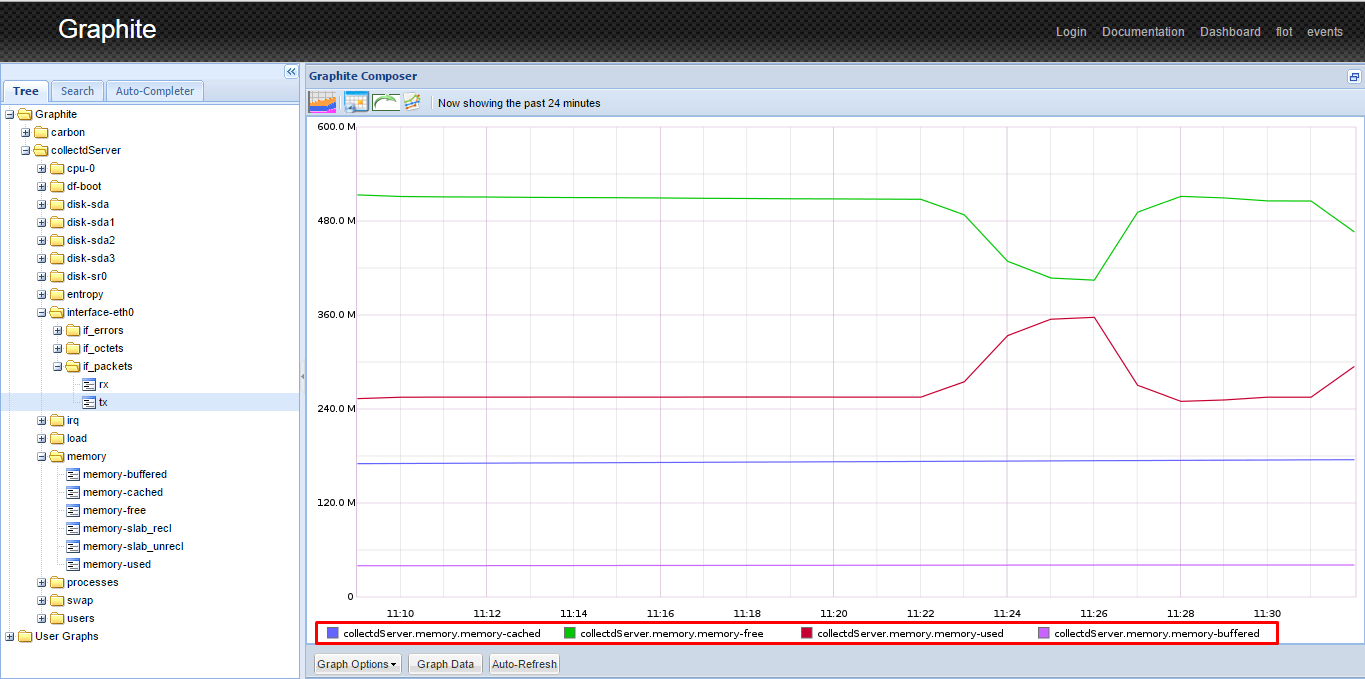 Graphite
Login Documentation Dashboard flot events
Tree Search Auto-Completer
Graphite
carbon
collectdServer
cpu-0
df-boot
disk-sda
disk-sda1
disk-sda2
disk-sda3
disk-sr0
entropy
interface-eth0
if_errors
if_octets
if_packets
rx
tx
irq
load
memory
memory-buffered
memory-cached
memory-free
memory-slab_recl
memory-slab_unrecl
memory-used
processes
swap
users
User Graphs
Graphite Composer
Now showing the past 24 minutes
600.0 M
480.0 M
360.0 M
240.0 M
120.0 M
0
11:10 11:12 11:14 11:16 11:18 11:20 11:22 11:24 11:26 11:28 11:30
collectdServer.memory.memory-cached collectdServer.memory.memory-free collectdServer.memory.memory-used collectdServer.memory.memory-buffered
Graph Options Graph Data Auto-Refresh